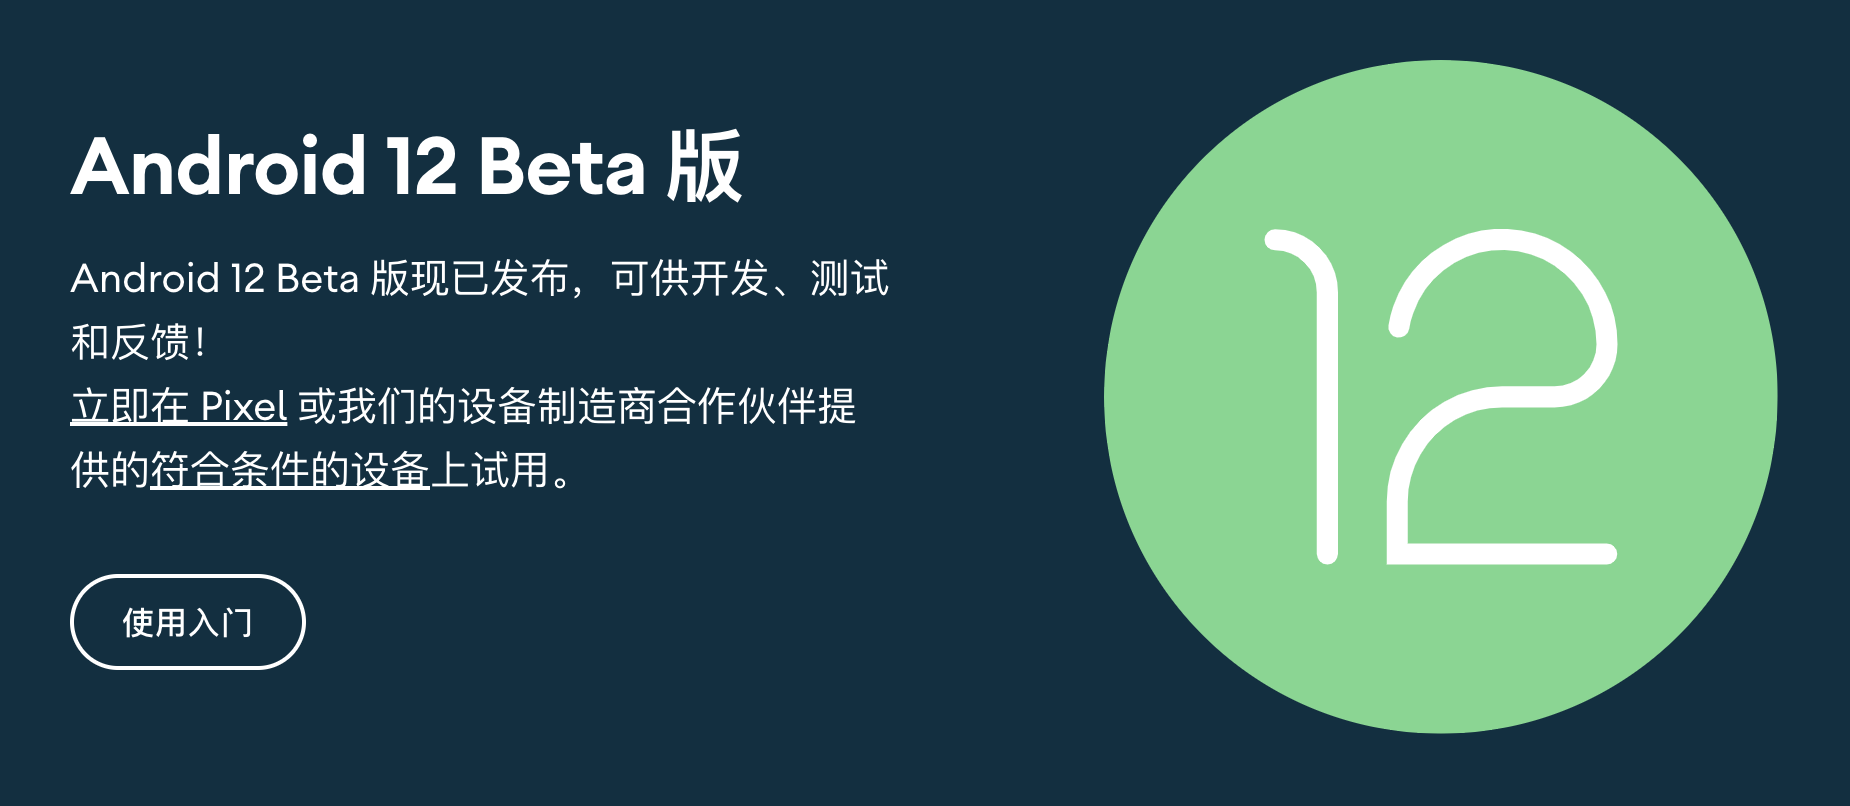 Android 12 Beta 版
Android 12 Beta 版现已发布，可供开发、测试
和反馈！
立即在 Pixel 或我们的设备制造商合作伙伴提
供的符合条件的设备上试用。
使用入门
12